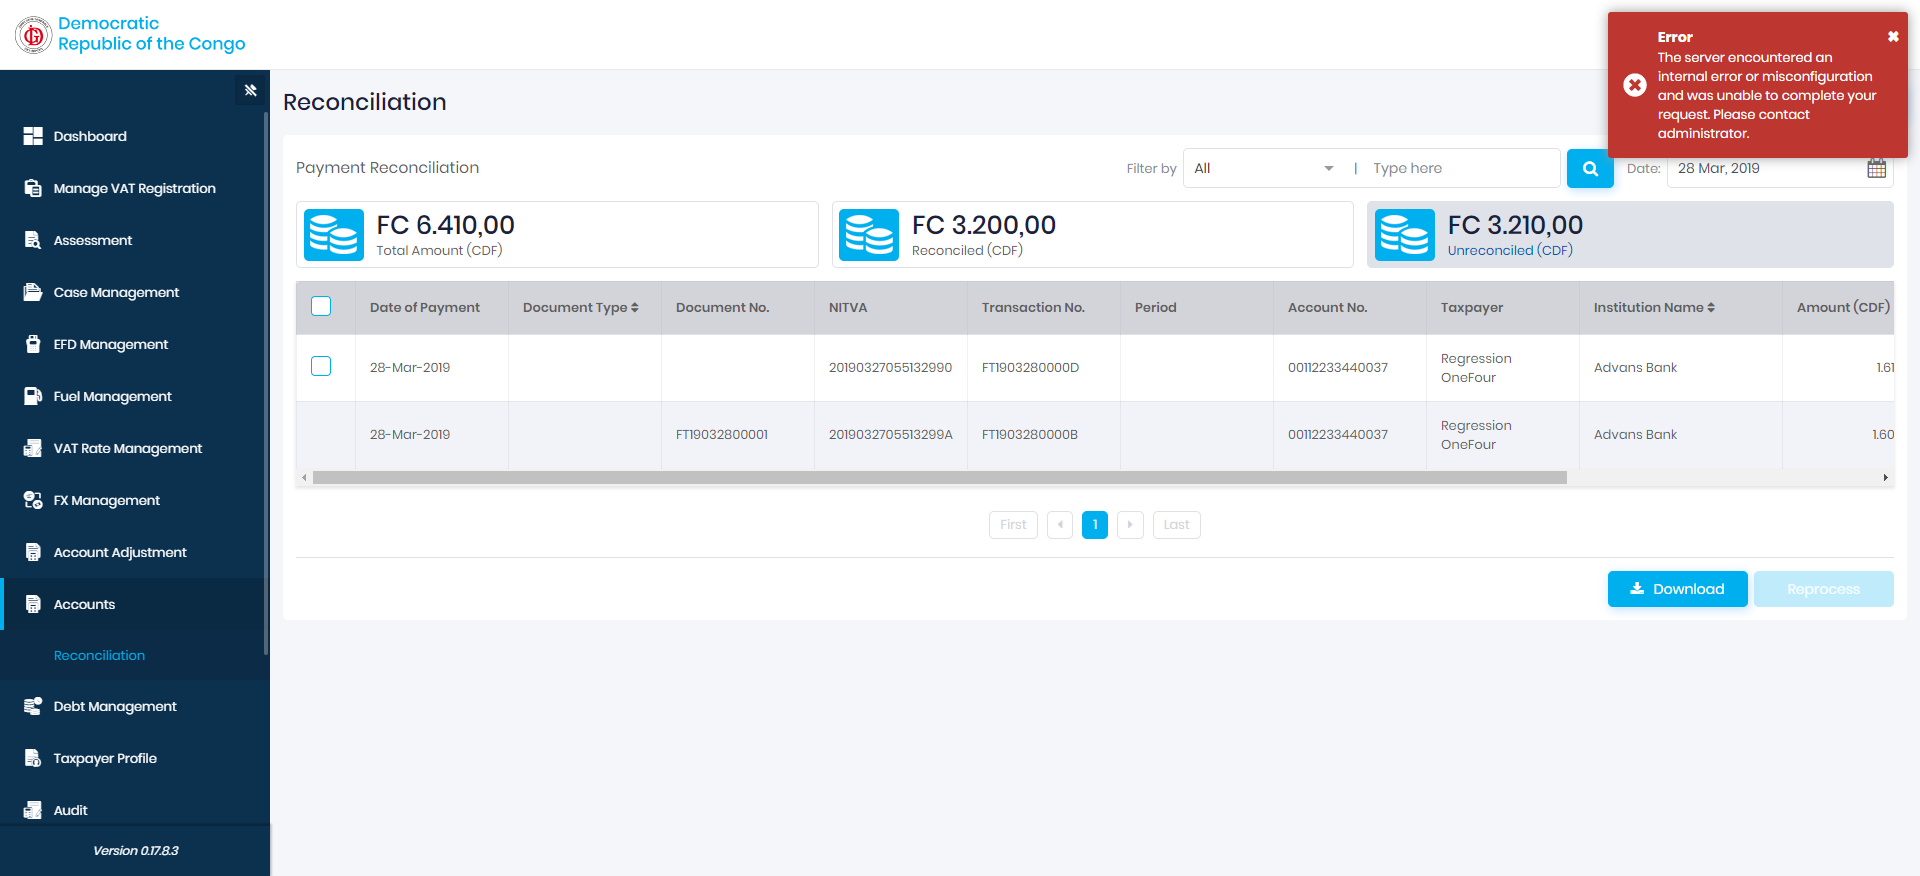 Democratic
Republic of the Congo
Error
The server encountered an
internal error or misconfiguration
and was unable to complete your
request. Please contact
administrator.
Dashboard
Manage VAT Registration
Assessment
Case Management
EFD Management
Fuel Management
VAT Rate Management
FX Management
Account Adjustment
Accounts
Reconciliation
Debt Management
Taxpayer Profile
Audit
Version 0.17.8.3
Reconciliation
Payment Reconciliation
Filter by All | Type here Date: 28 Mar, 2019
FC 6.410,00
Total Amount (CDF)
FC 3.200,00
Reconciled (CDF)
FC 3.210,00
Unreconciled (CDF)
Date of Payment Document Type Document No. NITVA Transaction No. Period Account No. Taxpayer Institution Name Amount (CDF)
28-Mar-2019 20190327055132990 FT1903280000D 00112233440037 Regression OneFour Advans Bank 1.61
28-Mar-2019 FT19032800001 2019032705513299A FT1903280000B 00112233440037 Regression OneFour Advans Bank 1.60
First 1 Last
Download Reprocess